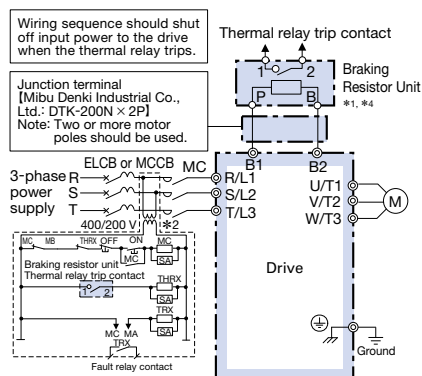 Wiring sequence should shut
off input power to the drive
when the thermal relay trips.
Thermal relay trip contact
1 2
Braking
Resistor Unit
*1, *4
P B
Junction terminal
【Mibu Denki Industrial Co.,
Ltd.: DTK-200N × 2P】
Note: Two or more motor
poles should be used.
B1 B2
ELCB or MCCB MC
3-phase
power
supply
R
S
T
R/L1
S/L2
T/L3
U/T1
V/T2
W/T3
M
400/200 V *2
MC MB THRX OFF ON MC
MC
SA
Braking resistor unit
Thermal relay trip contact
1 2
THRX
SA
TRX
SA
MC MA
TRX
Fault relay contact
Drive
Ground